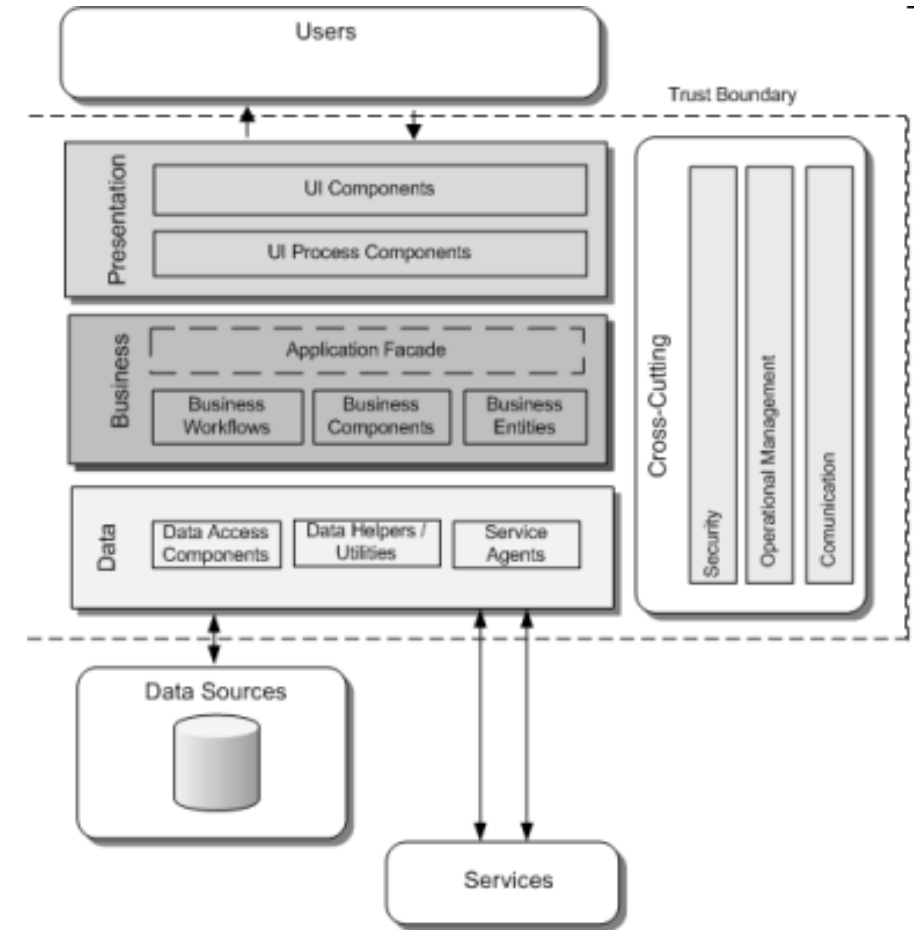 Users
Trust Boundary
Presentation
UI Components
UI Process Components
Business
Application Facade
Business
Workflows
Business
Components
Business
Entities
Data
Data Access
Components
Data Helpers /
Utilities
Service
Agents
Cross-Cutting
Security
Operational Management
Comunication
Data Sources
Services